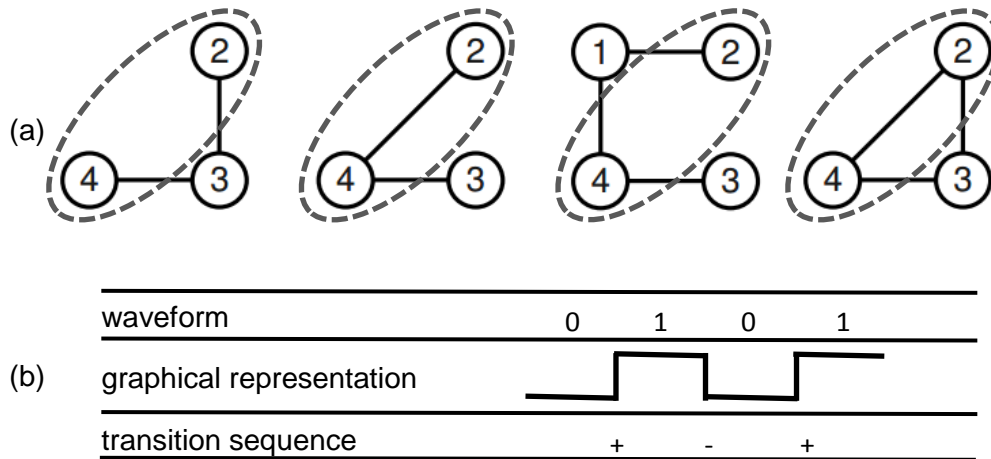 (a)
2 2 1 2 2
4 3 4 3 4 3 4 3
(b)
waveform 0 1 0 1
graphical representation
transition sequence + - +